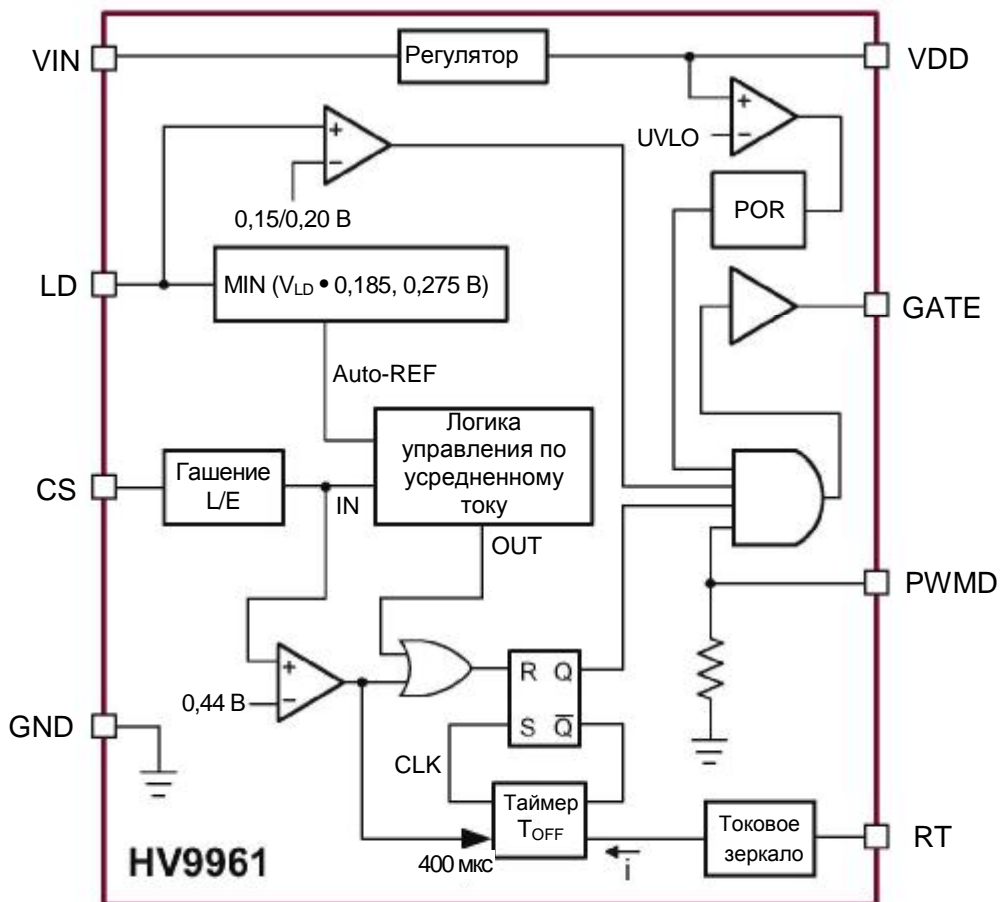 VIN
Регулятор
VDD
+
−
UVLO
+
−
0,15/0,20 В
POR
LD
MIN (VLD • 0,185, 0,275 В)
GATE
Auto-REF
Логика
управления по
усредненному
току
CS
Гашение
L/E
IN
OUT
PWMD
+
−
0,44 В
R Q
S Q̅
GND
CLK
Таймер
TOFF
400 мкс
i
Токовое
зеркало
RT
HV9961